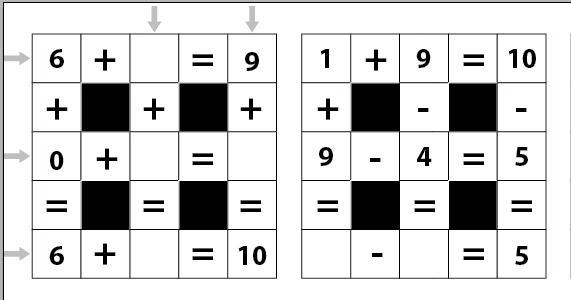 6 + = 9 1 + 9 = 10
+ + + + - -
0 + = 9 - 4 = 5
= = = = = =
6 + = 10 - = 5